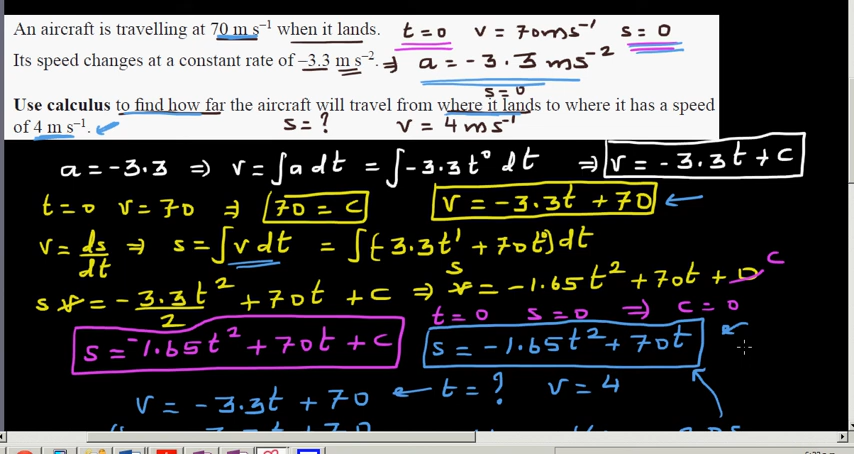 An aircraft is travelling at 70 m s⁻¹ when it lands. t=0 v = 70ms⁻¹ s=0
Its speed changes at a constant rate of –3.3 m s⁻². ⇒ a = -3.3 ms⁻²
s=0
Use calculus to find how far the aircraft will travel from where it lands to where it has a speed
of 4 m s⁻¹. s=? v = 4ms⁻¹
a = -3.3 ⇒ v = ∫a dt = ∫-3.3t⁰ dt ⇒ v = -3.3t + c
t=0 v=70 ⇒ 70 = c v = -3.3t + 70
v = ds/dt ⇒ s = ∫v dt = ∫(-3.3t¹ + 70t⁰)dt
s = -3.3t²/2 + 70t + c ⇒ s = -1.65t² + 70t + 0 c
t=0 s=0 ⇒ c=0
s = -1.65t² + 70t + c s = -1.65t² + 70t
v = -3.3t + 70 ← t = ? v = 4